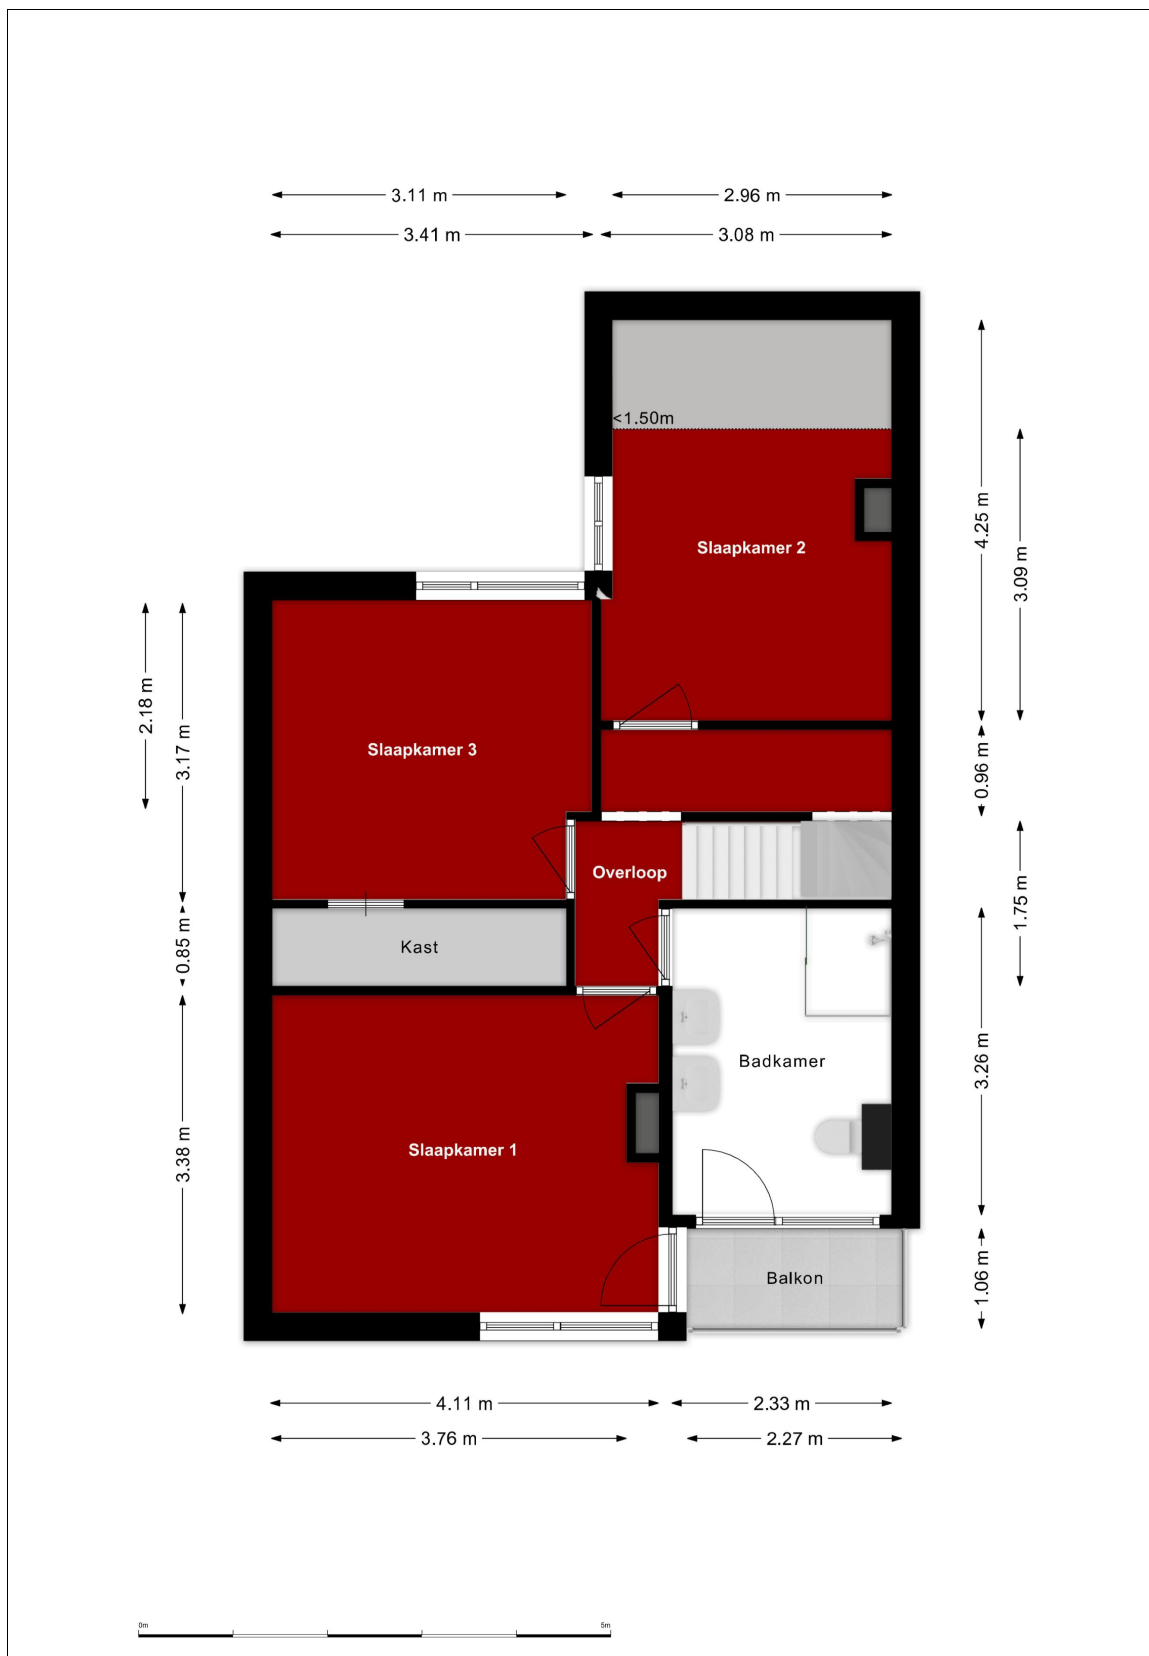 3.11 m
2.96 m
3.41 m
3.08 m
<1.50m
4.25 m
Slaapkamer 2
3.09 m
2.18 m
3.17 m
Slaapkamer 3
0.96 m
Overloop
1.75 m
Kast
0.85 m
Badkamer
3.26 m
Slaapkamer 1
3.38 m
Balkon
1.06 m
4.11 m
2.33 m
3.76 m
2.27 m
0m
5m